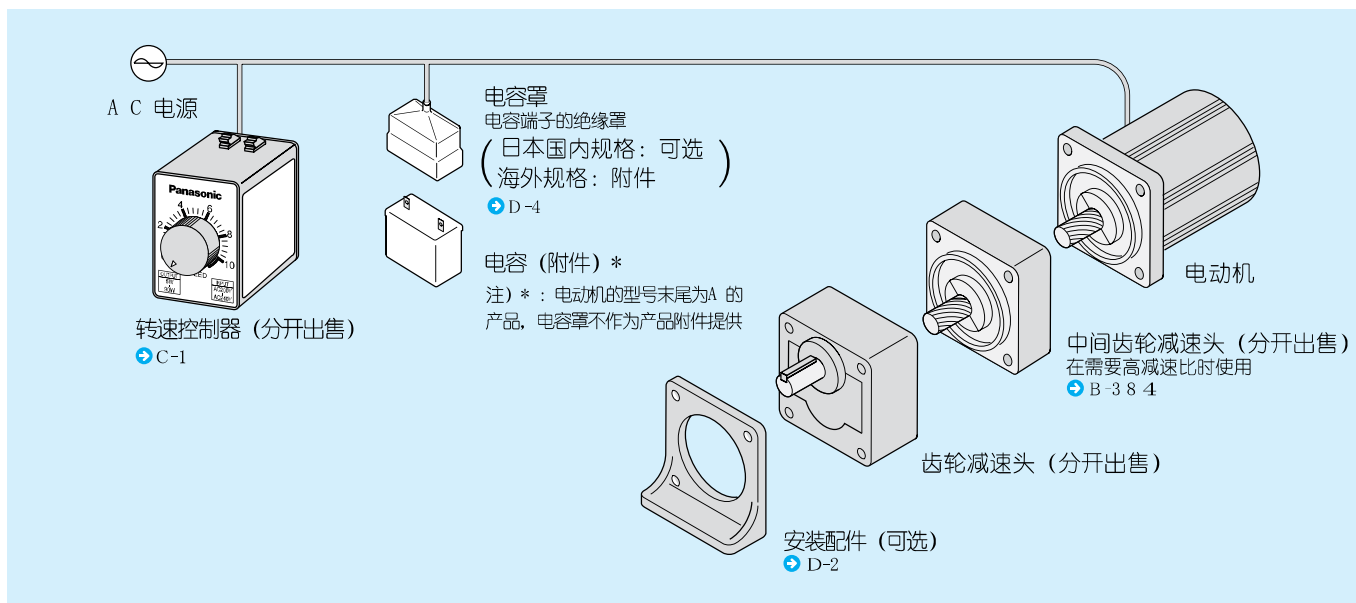 A C 电源
Panasonic
2
4
6
8
10
转速控制器 (分开出售)
C-1
电容罩
电容端子的绝缘罩
(日本国内规格: 可选
海外规格: 附件)
D-4
电容 (附件) *
注) * : 电动机的型号末尾为A 的
产品, 电容罩不作为产品附件提供
电动机
中间齿轮减速头 (分开出售)
在需要高减速比时使用
B-384
齿轮减速头 (分开出售)
安装配件 (可选)
D-2